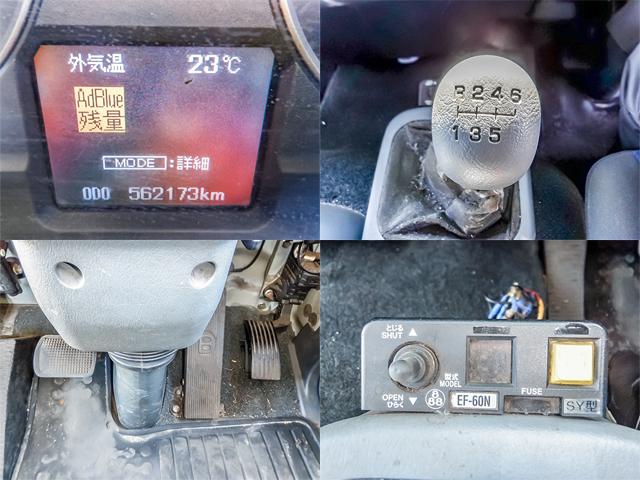 外気温 23℃
AdBlue
残量
MODE:詳細
ODO 562173km
R246
135
とじる
SHUT ▲
型式
MODEL
OPEN ▼
ひらく
EF-60N
FUSE
SY型